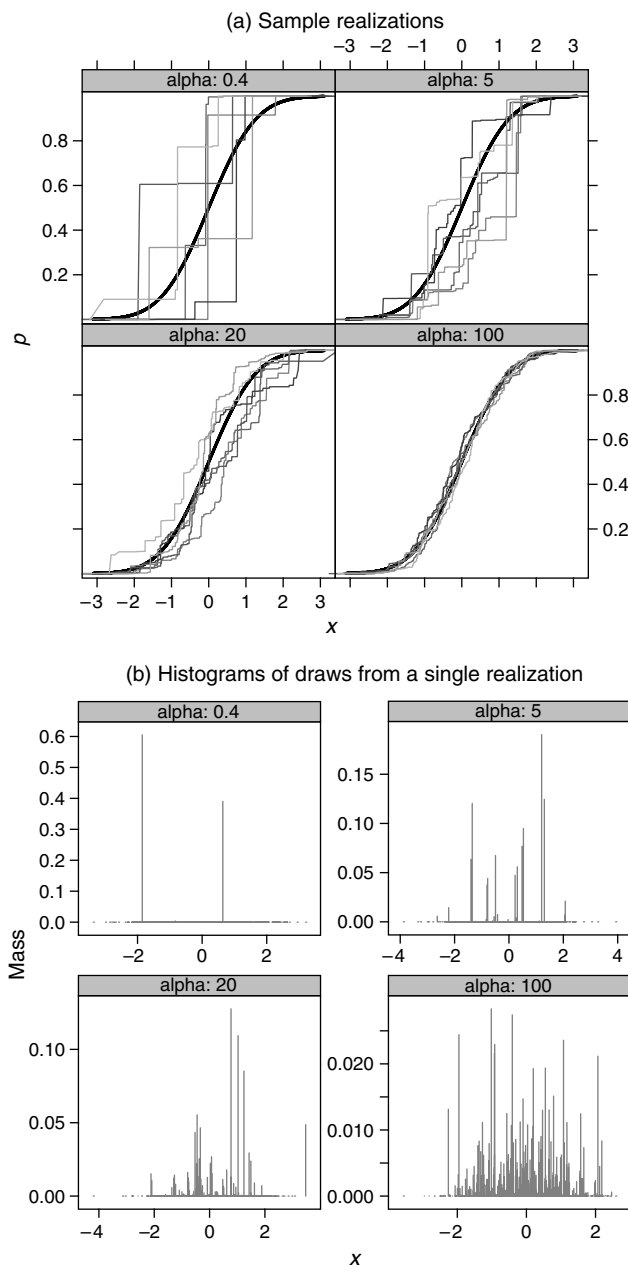 (a) Sample realizations
−3 −2 −1 0 1 2 3
alpha: 0.4
alpha: 5
0.8
0.6
0.4
0.2
p
alpha: 20
alpha: 100
0.8
0.6
0.4
0.2
−3 −2 −1 0 1 2 3
x
(b) Histograms of draws from a single realization
alpha: 0.4
0.6
0.5
0.4
0.3
0.2
0.1
0.0
−2 0 2
alpha: 5
0.15
0.10
0.05
0.00
−4 −2 0 2 4
Mass
alpha: 20
0.10
0.05
0.00
−4 −2 0 2
alpha: 100
0.020
0.010
0.000
−2 0 2
x